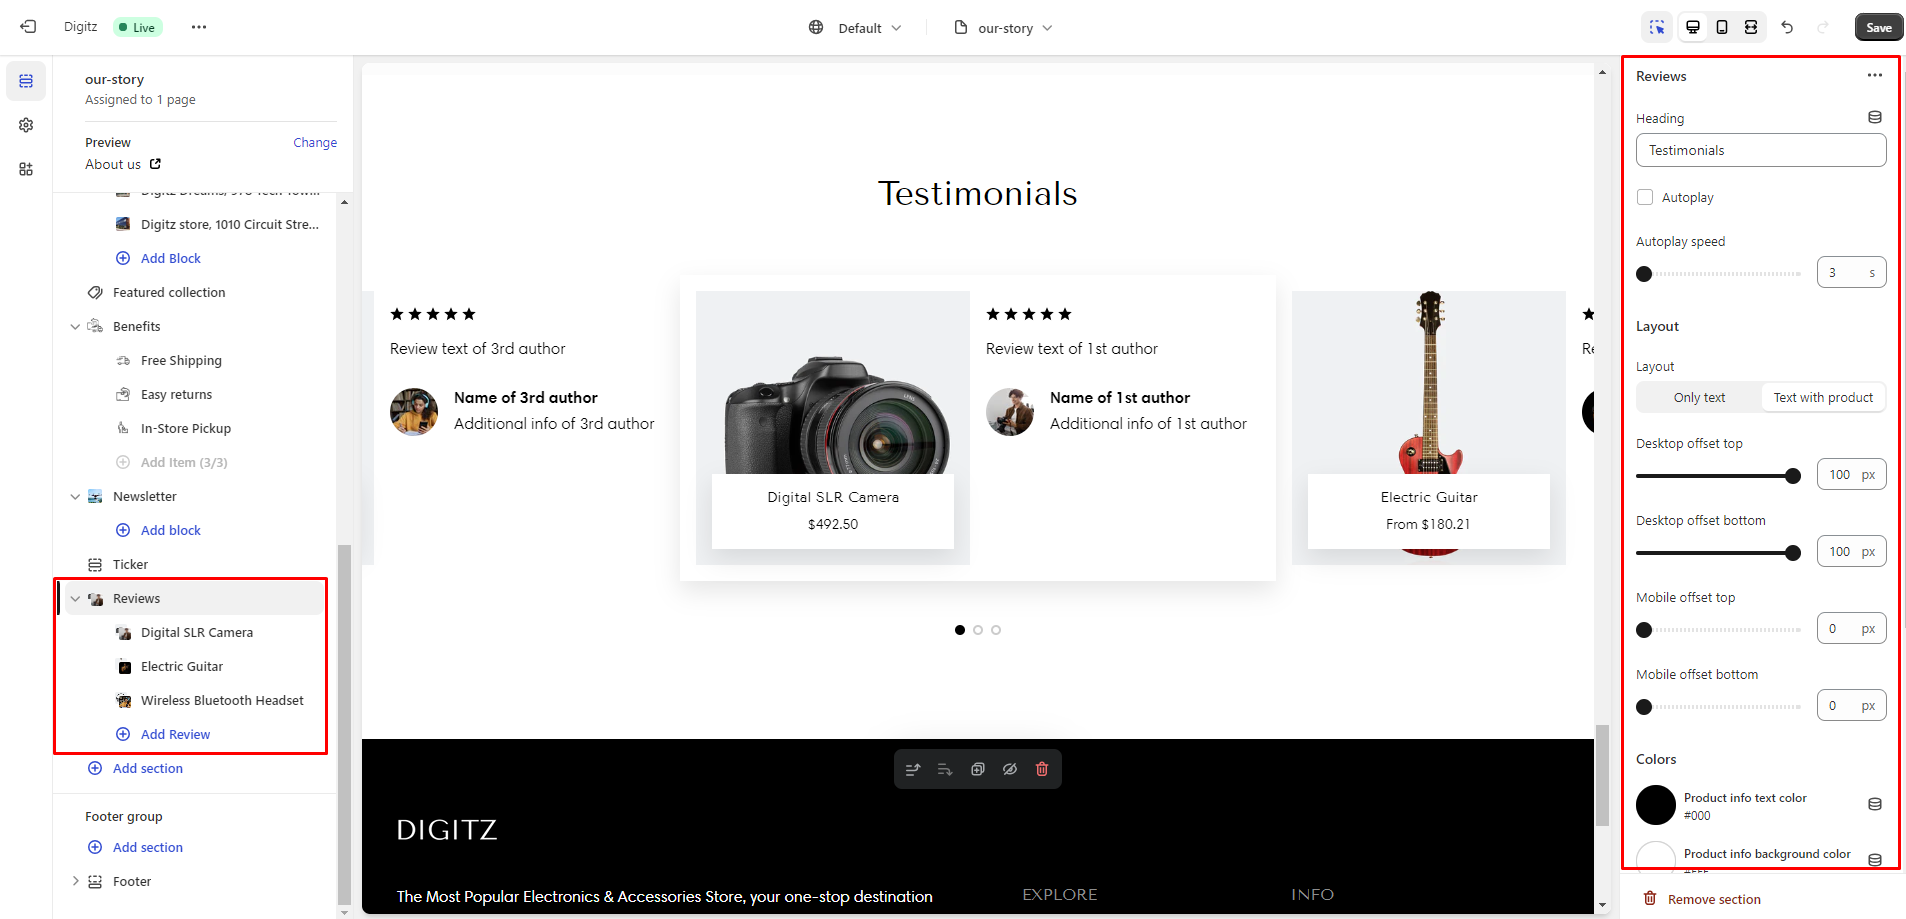 Digitz
Live
Default
our-story
Save
our-story
Assigned to 1 page
Preview
Change
About us
Digitz store, 1010 Circuit Stre...
Add Block
Featured collection
Benefits
Free Shipping
Easy returns
In-Store Pickup
Add Item (3/3)
Newsletter
Add block
Ticker
Reviews
Digital SLR Camera
Electric Guitar
Wireless Bluetooth Headset
Add Review
Add section
Footer group
Add section
Footer
Testimonials
Review text of 3rd author
Name of 3rd author
Additional info of 3rd author
Digital SLR Camera
$492.50
Review text of 1st author
Name of 1st author
Additional info of 1st author
Electric Guitar
From $180.21
DIGITZ
The Most Popular Electronics & Accessories Store, your one-stop destination
EXPLORE
INFO
Reviews
Heading
Testimonials
Autoplay
Autoplay speed
3 s
Layout
Layout
Only text
Text with product
Desktop offset top
100 px
Desktop offset bottom
100 px
Mobile offset top
0 px
Mobile offset bottom
0 px
Colors
Product info text color
#000
Product info background color
Remove section